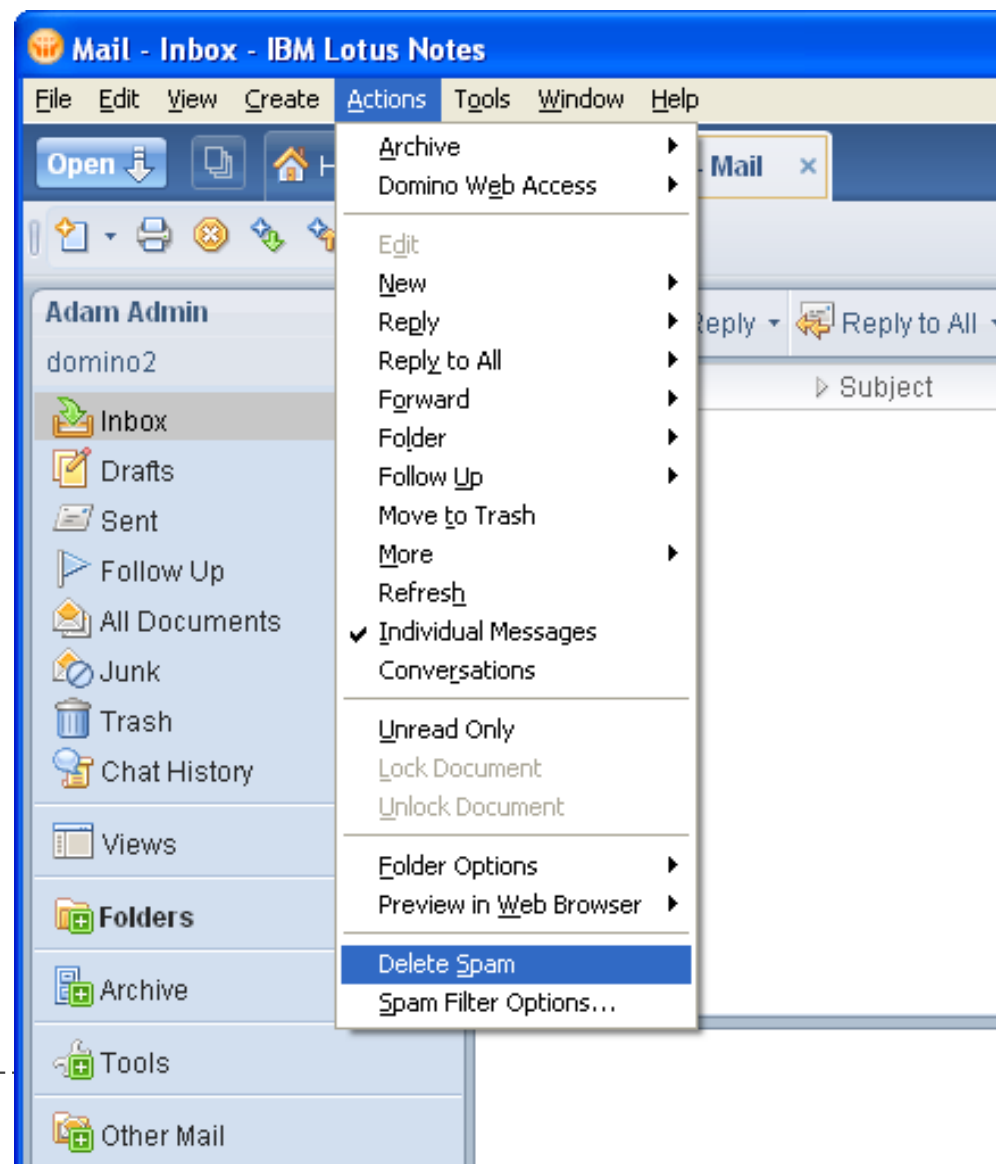 Mail - Inbox - IBM Lotus Notes
File Edit View Create Actions Tools Window Help
Open
Mail
Archive
Domino Web Access
Edit
New
Reply
Reply to All
Forward
Folder
Follow Up
Move to Trash
More
Refresh
Individual Messages
Conversations
Unread Only
Lock Document
Unlock Document
Folder Options
Preview in Web Browser
Delete Spam
Spam Filter Options...
Adam Admin
domino2
Inbox
Drafts
Sent
Follow Up
All Documents
Junk
Trash
Chat History
Views
Folders
Archive
Tools
Other Mail
Reply to All
Subject